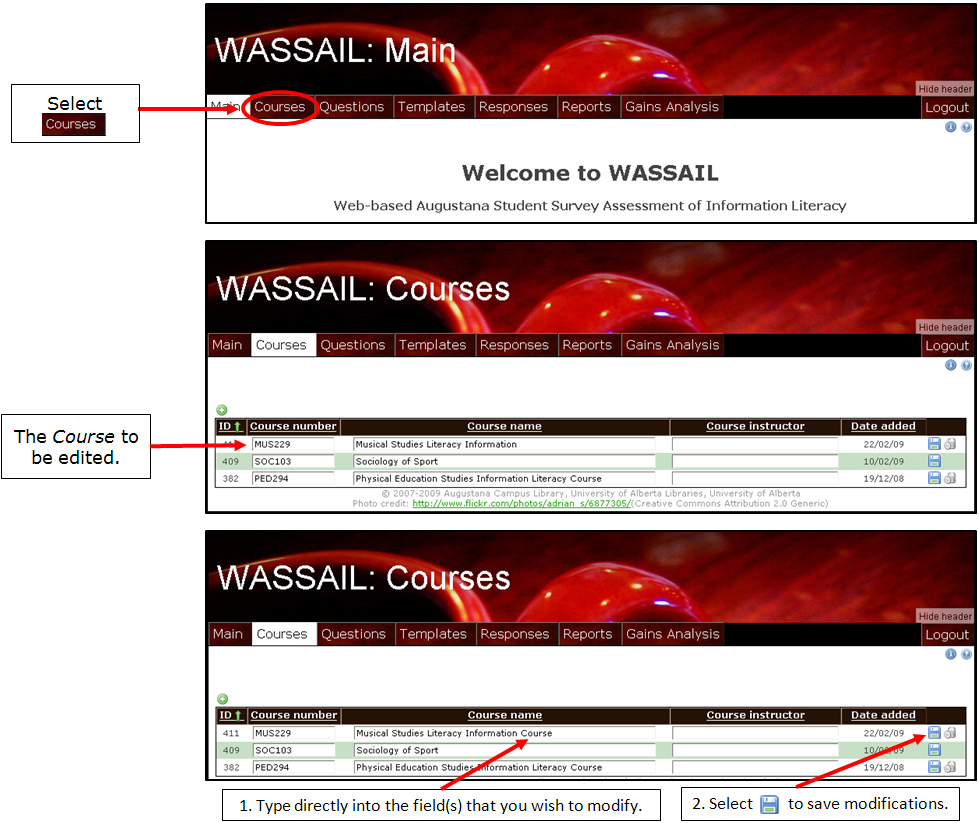 WASSAIL: Main
Hide header
Main Courses Questions Templates Responses Reports Gains Analysis Logout
Select
Courses
Welcome to WASSAIL
Web-based Augustana Student Survey Assessment of Information Literacy
WASSAIL: Courses
Hide header
Main Courses Questions Templates Responses Reports Gains Analysis Logout
The Course to
be edited.
ID Course number Course name Course instructor Date added
MUS229 Musical Studies Literacy Information 22/02/09
409 SOC103 Sociology of Sport 10/02/09
382 PED294 Physical Education Studies Information Literacy Course 19/12/08
© 2007-2009 Augustana Campus Library, University of Alberta Libraries, University of Alberta
Photo credit: http://www.flickr.com/photos/adrian_s/6877305/(Creative Commons Attribution 2.0 Generic)
WASSAIL: Courses
Hide header
Main Courses Questions Templates Responses Reports Gains Analysis Logout
ID Course number Course name Course instructor Date added
411 MUS229 Musical Studies Literacy Information Course 22/02/09
409 SOC103 Sociology of Sport 10/02/09
382 PED294 Physical Education Studies Information Literacy Course 19/12/08
1. Type directly into the field(s) that you wish to modify.
2. Select to save modifications.